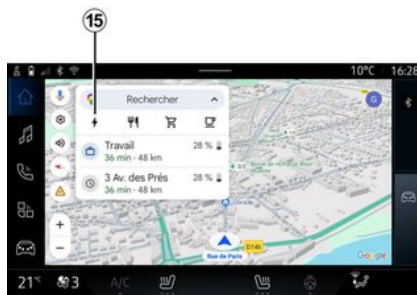 15
10°C 16:28
Rechercher
G
Travail
36 min · 48 km
28 %
3 Av. des Prés
36 min · 48 km
28 %
+
−
D146
Rue de Paris
Google
21°
3
A/C